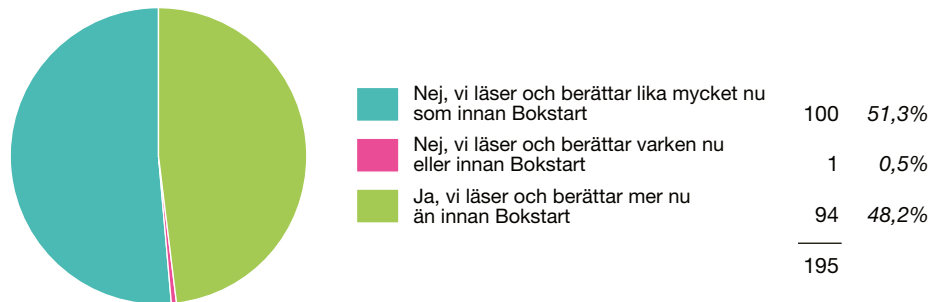 Nej, vi läser och berättar lika mycket nu
som innan Bokstart 100 51,3%
Nej, vi läser och berättar varken nu
eller innan Bokstart 1 0,5%
Ja, vi läser och berättar mer nu
än innan Bokstart 94 48,2%
195